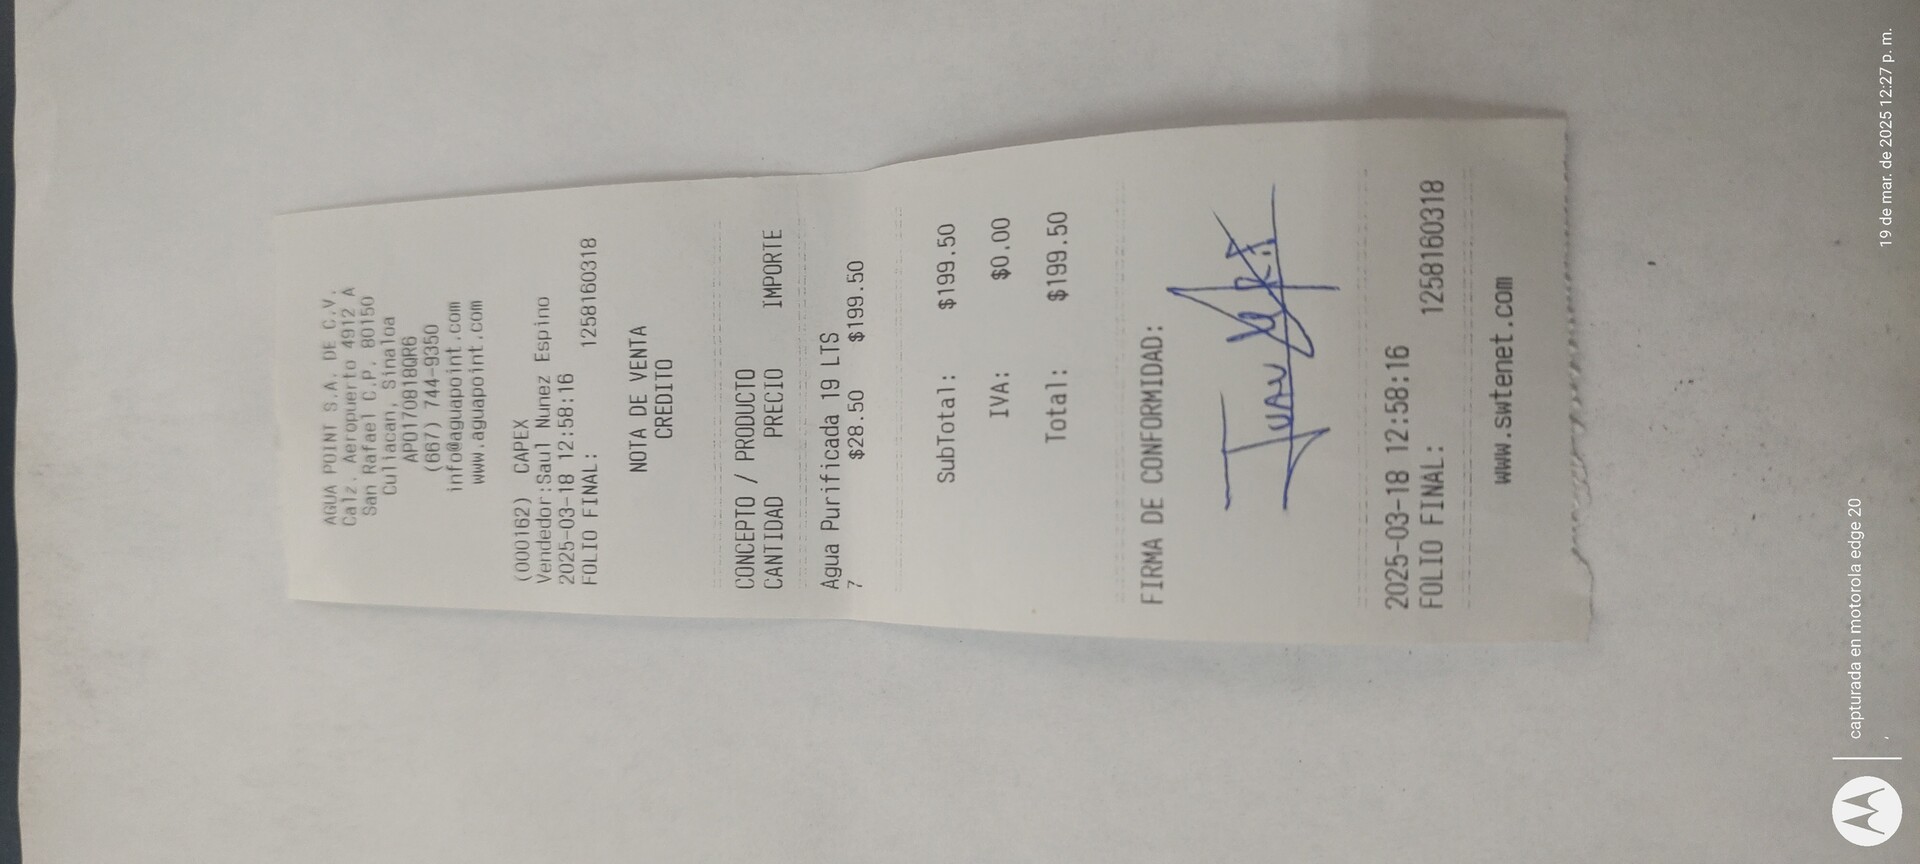 AGUA POINT S.A. DE C.V.
Calz. Aeropuerto 4912 A
San Rafael C.P. 80150
Culiacan, Sinaloa
APO170818QR6
(667) 744-9350
info@aguapoint.com
www.aguapoint.com
(000162) CAPEX
Vendedor:Saul Nunez Espino
2025-03-18 12:58:16
FOLIO FINAL: 1258160318
NOTA DE VENTA
CREDITO
CONCEPTO / PRODUCTO
CANTIDAD PRECIO IMPORTE
Agua Purificada 19 LTS
7 $28.50 $199.50
SubTotal: $199.50
IVA: $0.00
Total: $199.50
FIRMA DE CONFORMIDAD:
Juan
2025-03-18 12:58:16
FOLIO FINAL: 1258160318
www.swtenet.com
capturada en motorola edge 20
19 de mar. de 2025 12:27 p. m.